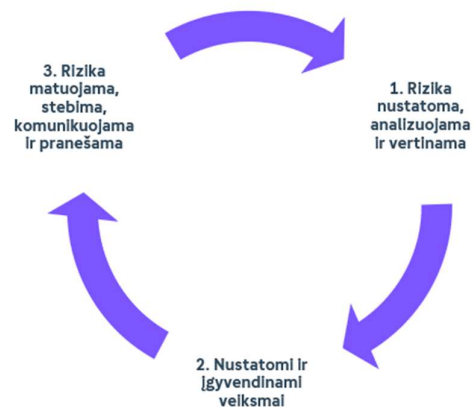 3. Rizika
matuojama,
stebima,
komunikuojama
ir pranešama
1. Rizika
nustatoma,
analizuojama
ir vertinama
2. Nustatomi ir
įgyvendinami
veiksmai